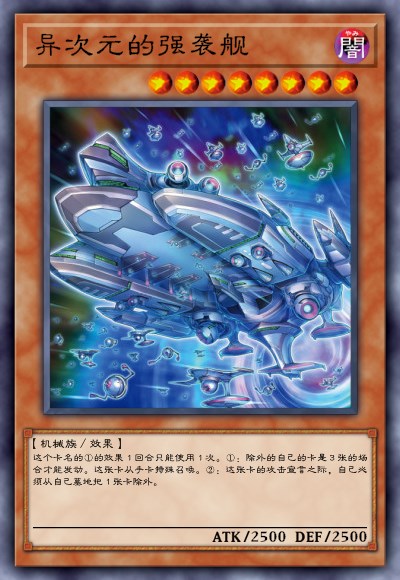 异次元的强袭舰
闇
やみ
【机械族／效果】
这个卡名的①的效果1回合只能使用1次。①：除外的自己的卡是3张的场
合才能发动。这张卡从手卡特殊召唤。②：这张卡的攻击宣言之际，自己必
须从自己墓地把1张卡除外。
ATK/2500 DEF/2500